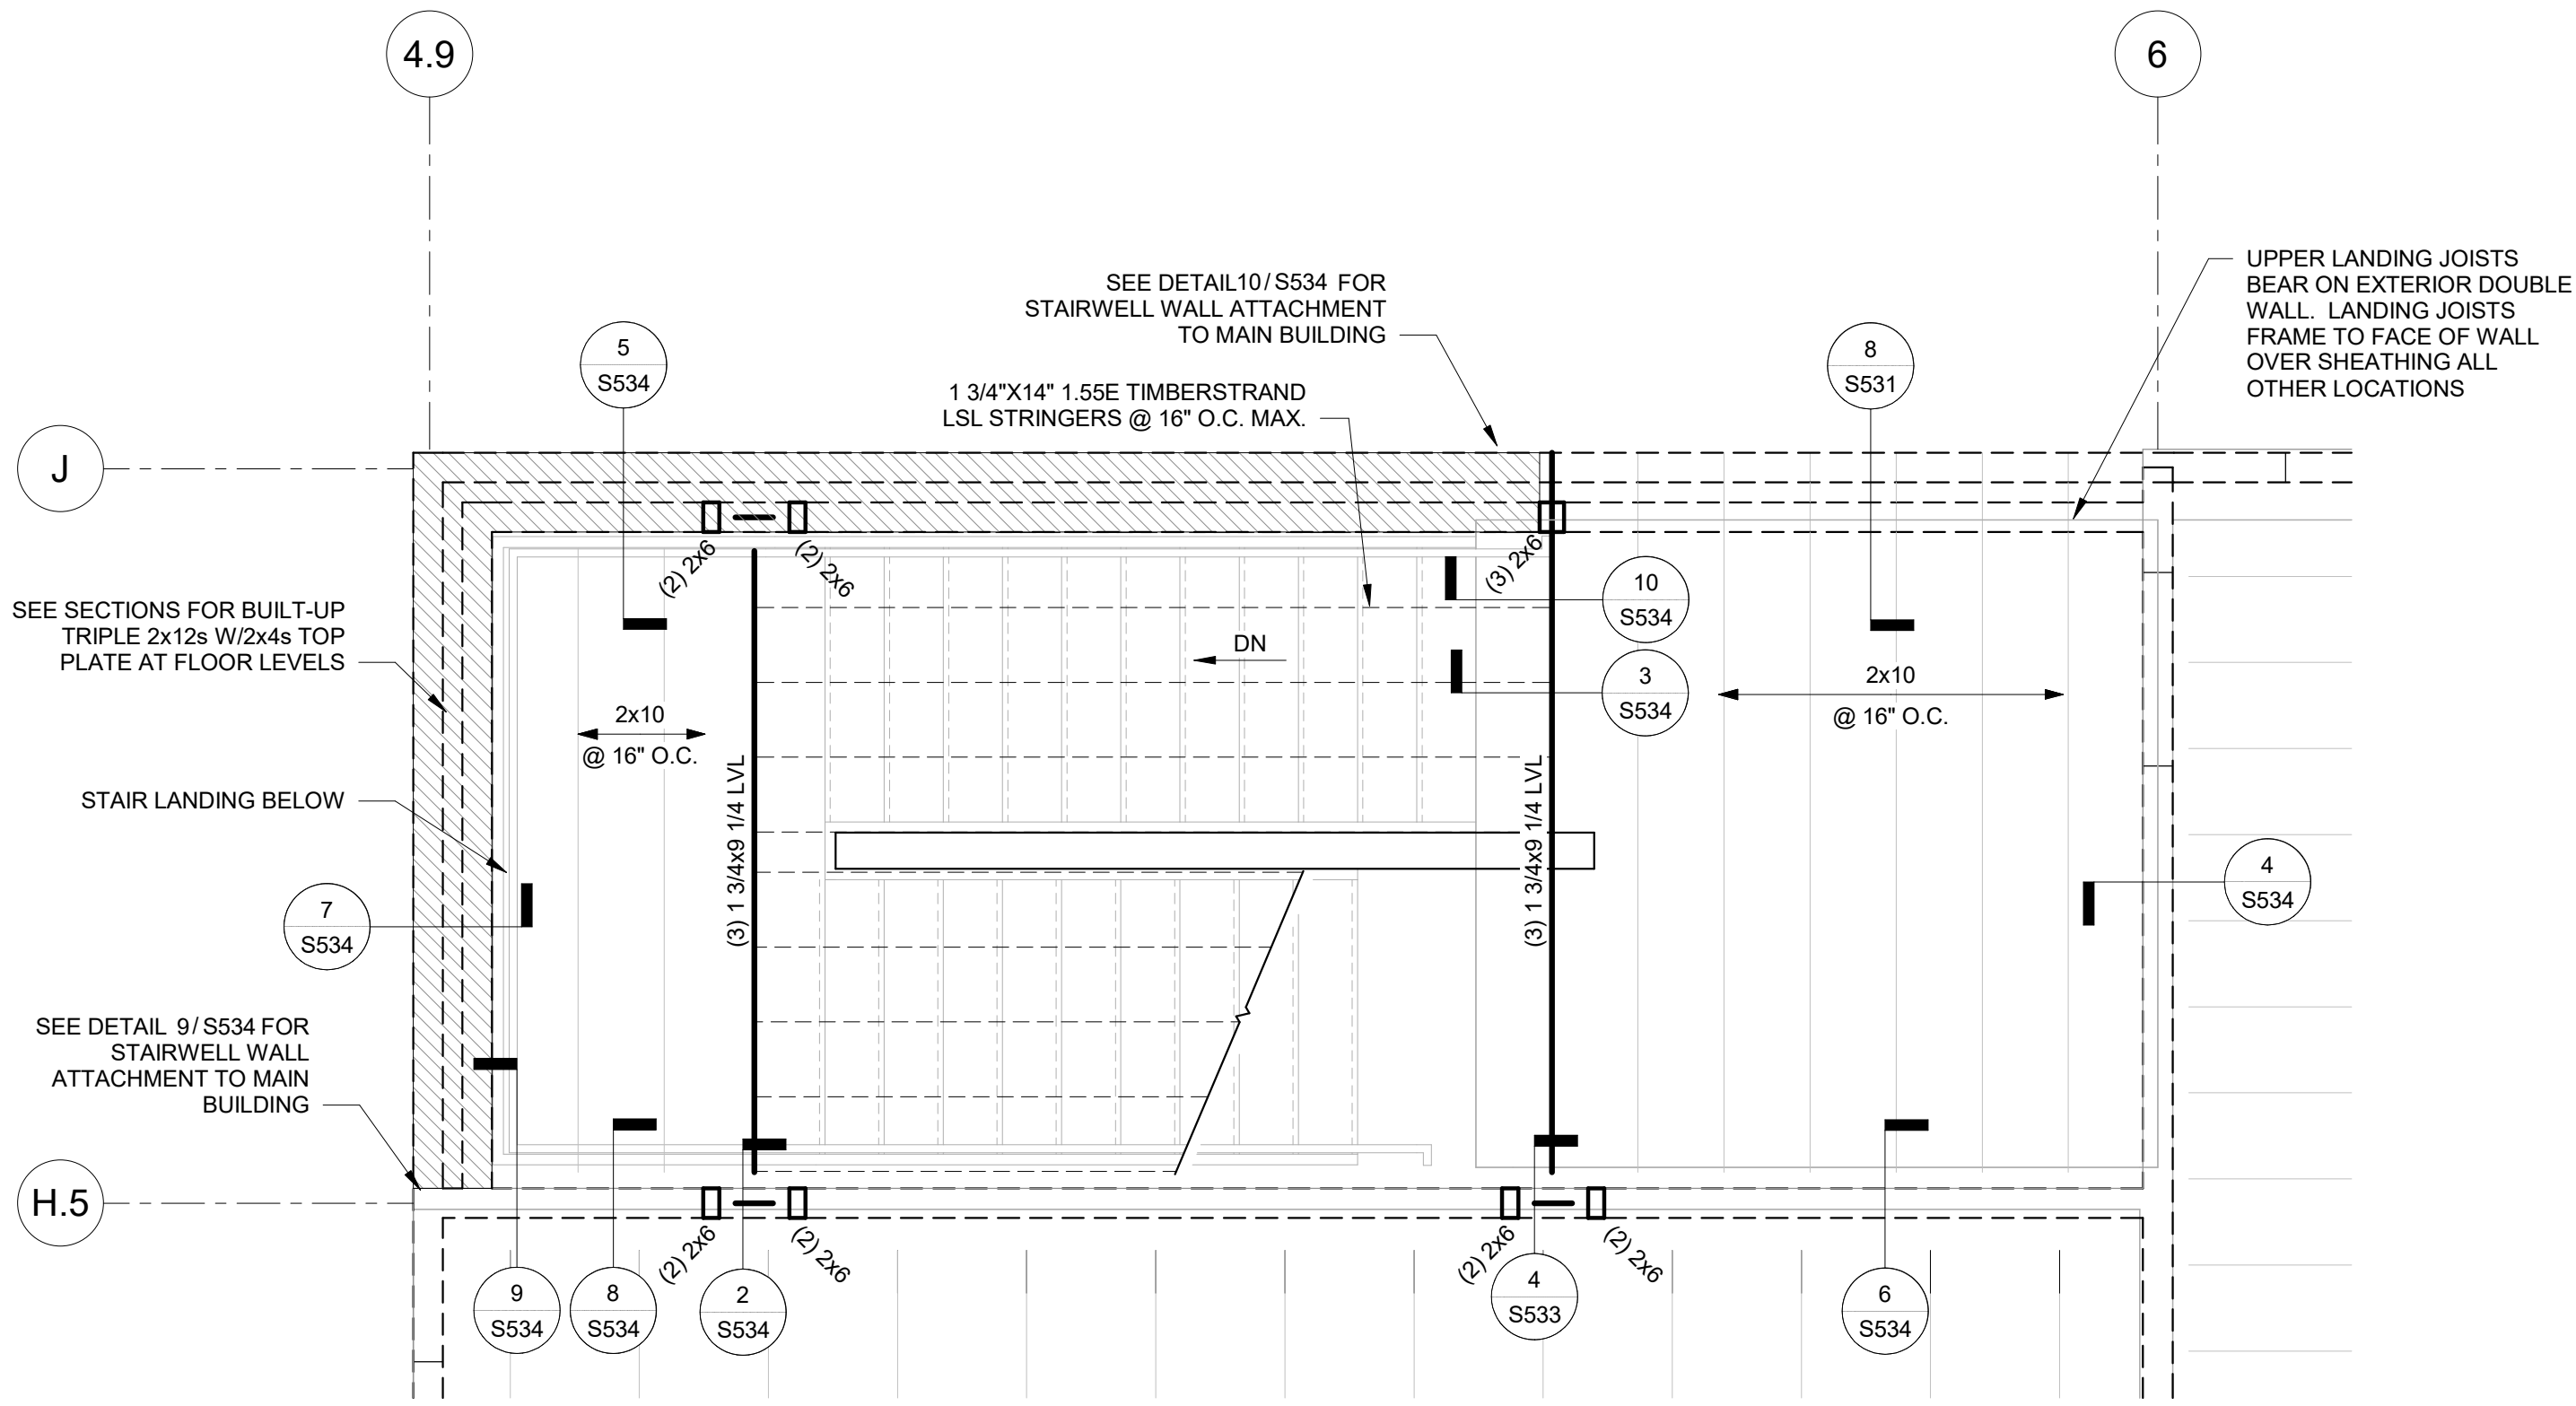 4.9
6
SEE DETAIL10/S534 FOR
STAIRWELL WALL ATTACHMENT
TO MAIN BUILDING
UPPER LANDING JOISTS
BEAR ON EXTERIOR DOUBLE
WALL. LANDING JOISTS
FRAME TO FACE OF WALL
OVER SHEATHING ALL
OTHER LOCATIONS
5
S534
8
S531
1 3/4"X14" 1.55E TIMBERSTRAND
LSL STRINGERS @ 16" O.C. MAX.
J
(2) 2x6
(2) 2x6
(3) 2x6
10
S534
SEE SECTIONS FOR BUILT-UP
TRIPLE 2x12s W/2x4s TOP
PLATE AT FLOOR LEVELS
DN
3
S534
2x10
@ 16" O.C.
2x10
@ 16" O.C.
STAIR LANDING BELOW
(3) 1 3/4x9 1/4 LVL
(3) 1 3/4x9 1/4 LVL
4
S534
7
S534
SEE DETAIL 9/S534 FOR
STAIRWELL WALL
ATTACHMENT TO MAIN
BUILDING
H.5
(2) 2x6
(2) 2x6
(2) 2x6
(2) 2x6
9
S534
8
S534
2
S534
4
S533
6
S534